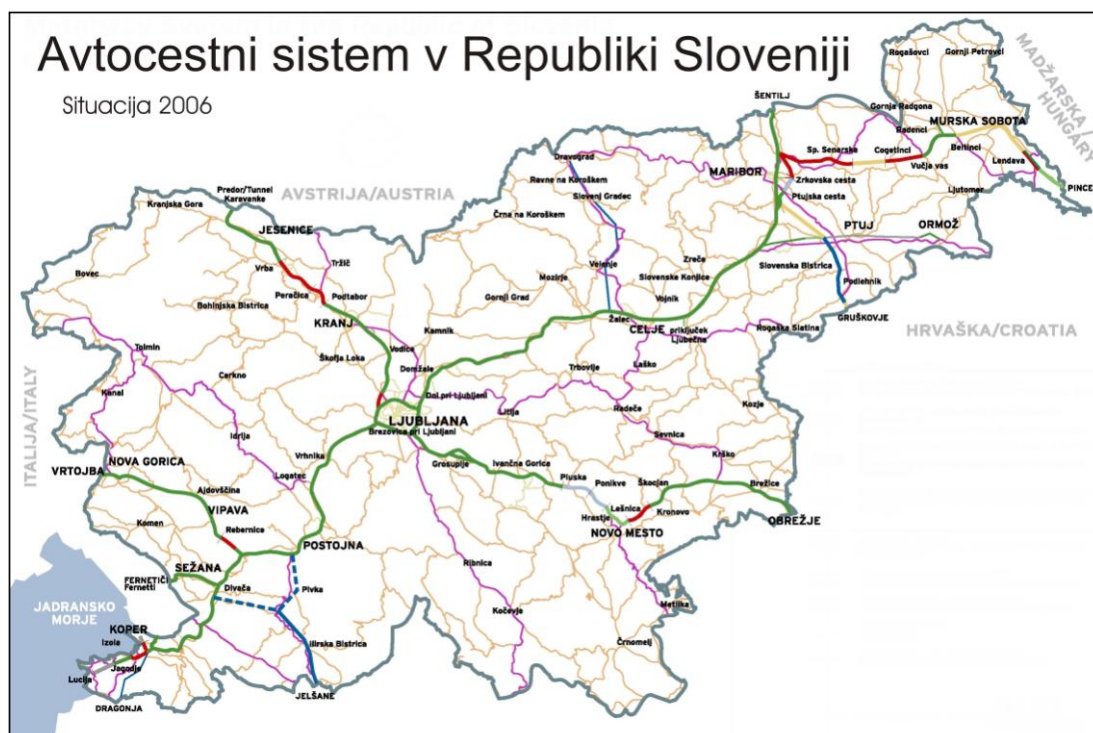 Avtocestni sistem v Republiki Sloveniji
Situacija 2006
MADŽARSKA /
HUNGARY
AVSTRIJA/AUSTRIA
HRVAŠKA/CROATIA
ITALIJA/ITALY
JADRANSKO
MORJE
Rogašovci
Gornji Petrovci
ŠENTILJ
Gornja Radgona
Radenci
MURSKA SOBOTA
Sp. Senarska
Cogetinci
Vučja vas
Beltinci
Lendava
PINCE
Ljutomer
Dravograd
Ravne na Koroškem
Slovenj Gradec
Črna na Koroškem
MARIBOR
Zrkovska cesta
Ptujska cesta
PTUJ
ORMOŽ
Predor/Tunnel
Karavanke
Kranjska Gora
JESENICE
Vrba
Tržič
Peračica
Podtabor
Bovec
Bohinjska Bistrica
KRANJ
Mozirje
Velenje
Zreče
Slovenske Konjice
Slovenska Bistrica
Podlehnik
Gornji Grad
Vojnik
GRUŠKOVJE
Žalec
CELJE
priključek
Ljubečna
Rogaška Slatina
Kamnik
Vodice
Domžale
Škofja Loka
Tolmin
Cerkno
Kanal
Idrija
Dol pri Ljubljani
LJUBLJANA
Brezovica pri Ljubljani
Trbovlje
Laško
Litija
Radeče
Kozje
Sevnica
Krško
Vrhnika
Logatec
NOVA GORICA
VRTOJBA
Ajdovščina
VIPAVA
Komen
Rebernice
Grosuplje
Ivančna Gorica
Pluska
Ponikve
Škocjan
Brežice
Lešnica
Hrastje
Kronovo
NOVO MESTO
OBREŽJE
POSTOJNA
SEŽANA
FERNETIČI
Fernetti
Divača
Pivka
Ribnica
Kočevje
Metlika
Črnomelj
KOPER
Izola
Jagodje
Lucija
DRAGONJA
Ilirska Bistrica
JELŠANE